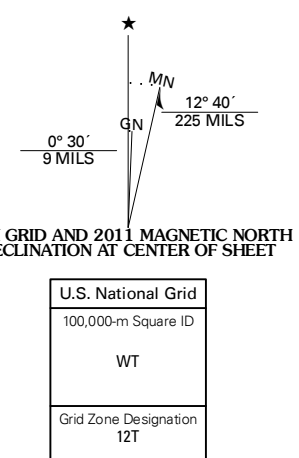 ★
MN
GN
12° 40´
225 MILS
0° 30´
9 MILS
GRID AND 2011 MAGNETIC NORTH
AT CENTER OF SHEET
U.S. National Grid
100,000-m Square ID
WT
Grid Zone Designation
12T